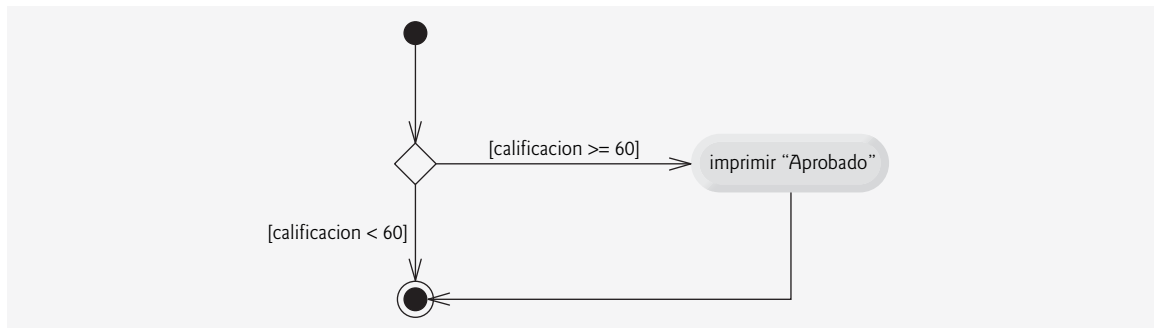 [calificacion >= 60]
imprimir “Aprobado”
[calificacion < 60]